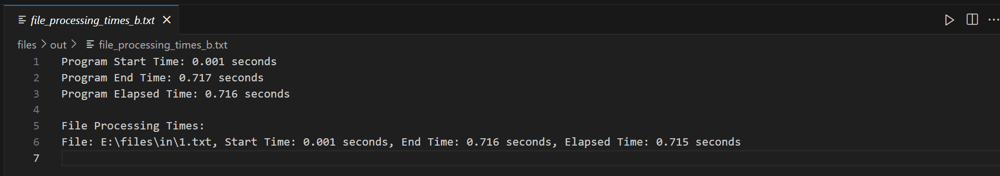 file_processing_times_b.txt
files > out > file_processing_times_b.txt
1 Program Start Time: 0.001 seconds
2 Program End Time: 0.717 seconds
3 Program Elapsed Time: 0.716 seconds
4
5 File Processing Times:
6 File: E:\files\in\1.txt, Start Time: 0.001 seconds, End Time: 0.716 seconds, Elapsed Time: 0.715 seconds
7